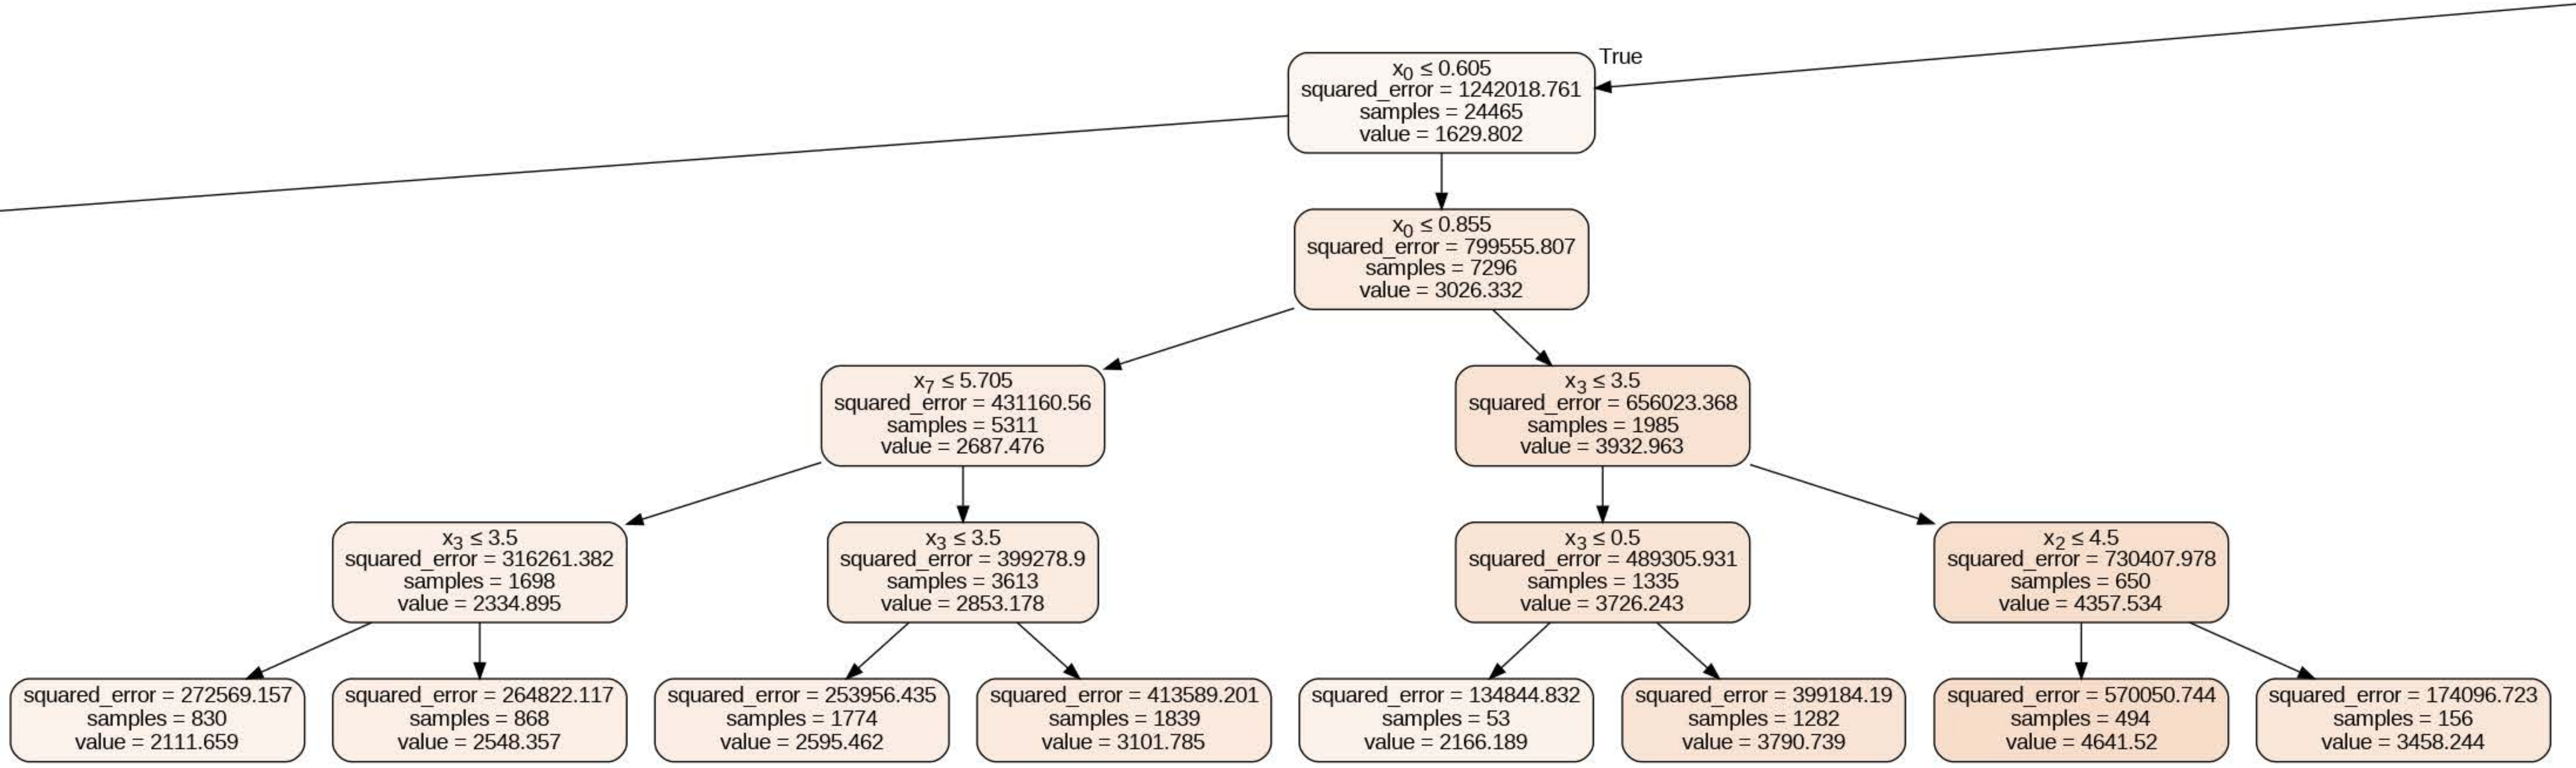 True
x0 ≤ 0.605
squared_error = 1242018.761
samples = 24465
value = 1629.802
x0 ≤ 0.855
squared_error = 799555.807
samples = 7296
value = 3026.332
x7 ≤ 5.705
squared_error = 431160.56
samples = 5311
value = 2687.476
x3 ≤ 3.5
squared_error = 656023.368
samples = 1985
value = 3932.963
x3 ≤ 3.5
squared_error = 316261.382
samples = 1698
value = 2334.895
x3 ≤ 3.5
squared_error = 399278.9
samples = 3613
value = 2853.178
x3 ≤ 0.5
squared_error = 489305.931
samples = 1335
value = 3726.243
x2 ≤ 4.5
squared_error = 730407.978
samples = 650
value = 4357.534
squared_error = 272569.157
samples = 830
value = 2111.659
squared_error = 264822.117
samples = 868
value = 2548.357
squared_error = 253956.435
samples = 1774
value = 2595.462
squared_error = 413589.201
samples = 1839
value = 3101.785
squared_error = 134844.832
samples = 53
value = 2166.189
squared_error = 399184.19
samples = 1282
value = 3790.739
squared_error = 570050.744
samples = 494
value = 4641.52
squared_error = 174096.723
samples = 156
value = 3458.244